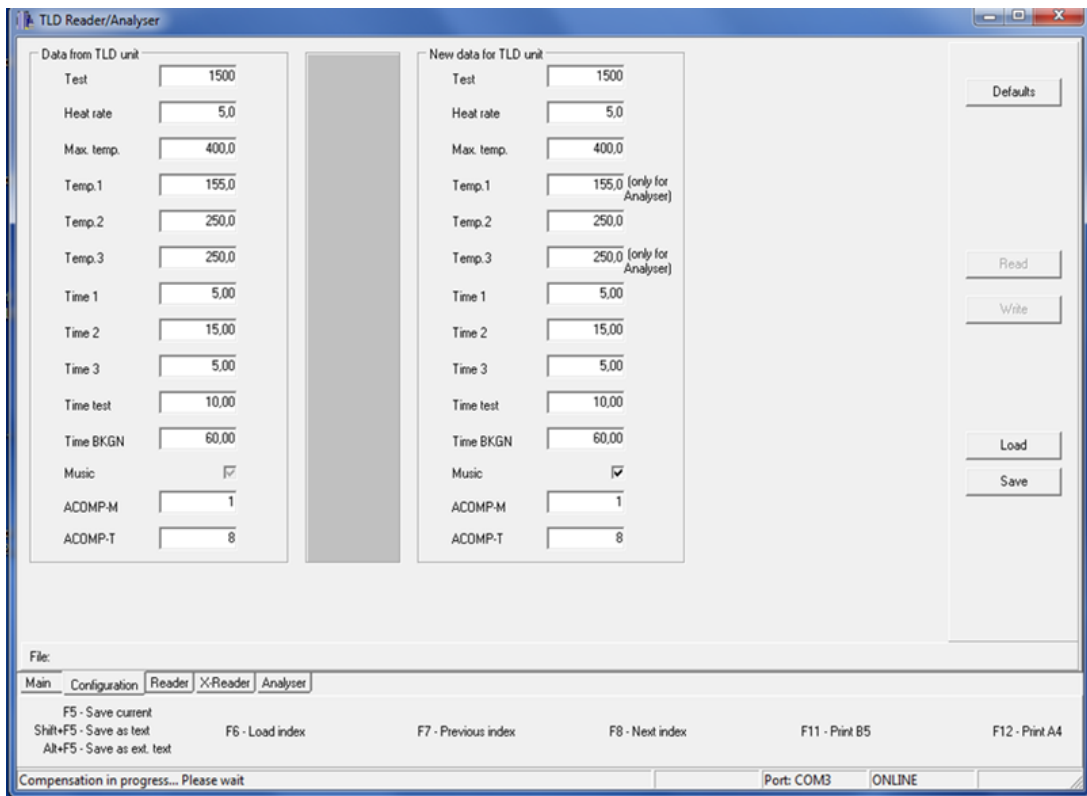 TLD Reader/Analyser
Data from TLD unit
Test 1500
Heat rate 5,0
Max. temp. 400,0
Temp.1 155,0
Temp.2 250,0
Temp.3 250,0
Time 1 5,00
Time 2 15,00
Time 3 5,00
Time test 10,00
Time BKGN 60,00
Music
ACOMP-M 1
ACOMP-T 8
New data for TLD unit
Test 1500
Heat rate 5,0
Max. temp. 400,0
Temp.1 155,0 (only for
Analyser)
Temp.2 250,0
Temp.3 250,0 (only for
Analyser)
Time 1 5,00
Time 2 15,00
Time 3 5,00
Time test 10,00
Time BKGN 60,00
Music
ACOMP-M 1
ACOMP-T 8
Defaults
Read
Write
Load
Save
File:
Main Configuration Reader X-Reader Analyser
F5 - Save current
Shift+F5 - Save as text F6 - Load index F7 - Previous index F8 - Next index F11 - Print B5 F12 - Print A4
Alt+F5 - Save as ext. text
Compensation in progress... Please wait Port: COM3 ONLINE